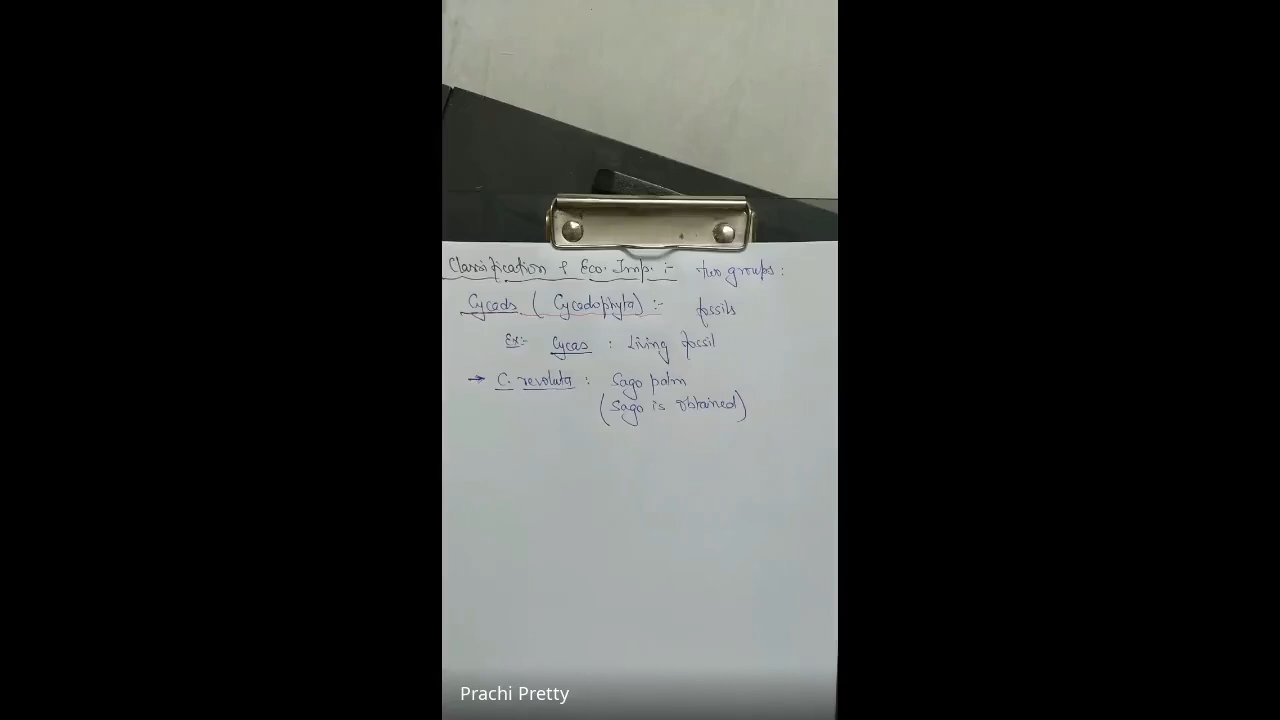 Classification & Eco. Imp. :- two groups :
Cycads ( Cycadophyta) :- fossils
Ex:- Cycas : Living fossil
→ C. revoluta : Sago palm
(Sago is obtained)
Prachi Pretty